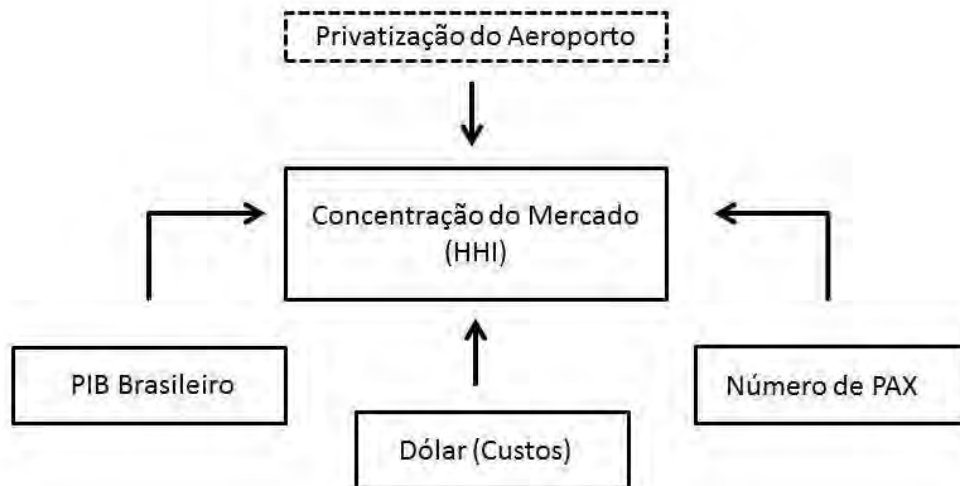 Privatização do Aeroporto
Concentração do Mercado
(HHI)
PIB Brasileiro
Número de PAX
Dólar (Custos)